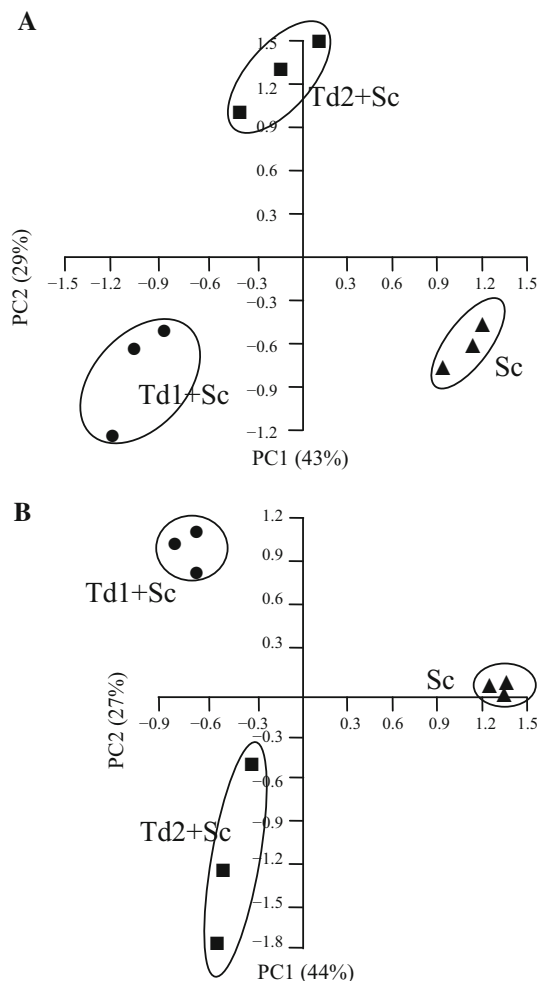 A
1.5
1.2
Td2+Sc
0.9
0.6
0.3
PC2 (29%)
−1.5 −1.2 −0.9 −0.6 −0.3 0.3 0.6 0.9 1.2 1.5
−0.3
−0.6
Sc
−0.9
Td1+Sc
−1.2
PC1 (43%)
B
1.2
0.9
Td1+Sc
0.6
0.3
Sc
PC2 (27%)
−0.9 −0.6 −0.3 0.3 0.6 0.9 1.2 1.5
−0.3
−0.6
−0.9
Td2+Sc
−1.2
−1.5
−1.8
PC1 (44%)